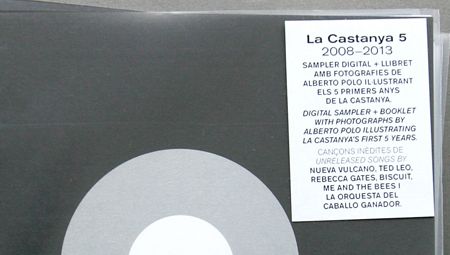 La Castanya 5
2008–2013
SAMPLER DIGITAL + LLIBRET
AMB FOTOGRAFIES DE
ALBERTO POLO IL·LUSTRANT
ELS 5 PRIMERS ANYS
DE LA CASTANYA.
DIGITAL SAMPLER + BOOKLET
WITH PHOTOGRAPHS BY
ALBERTO POLO ILLUSTRATING
LA CASTANYA'S FIRST 5 YEARS.
CANÇONS INÈDITES DE
UNRELEASED SONGS BY
NUEVA VULCANO, TED LEO,
REBECCA GATES, BISCUIT,
ME AND THE BEES I
LA ORQUESTA DEL
CABALLO GANADOR.